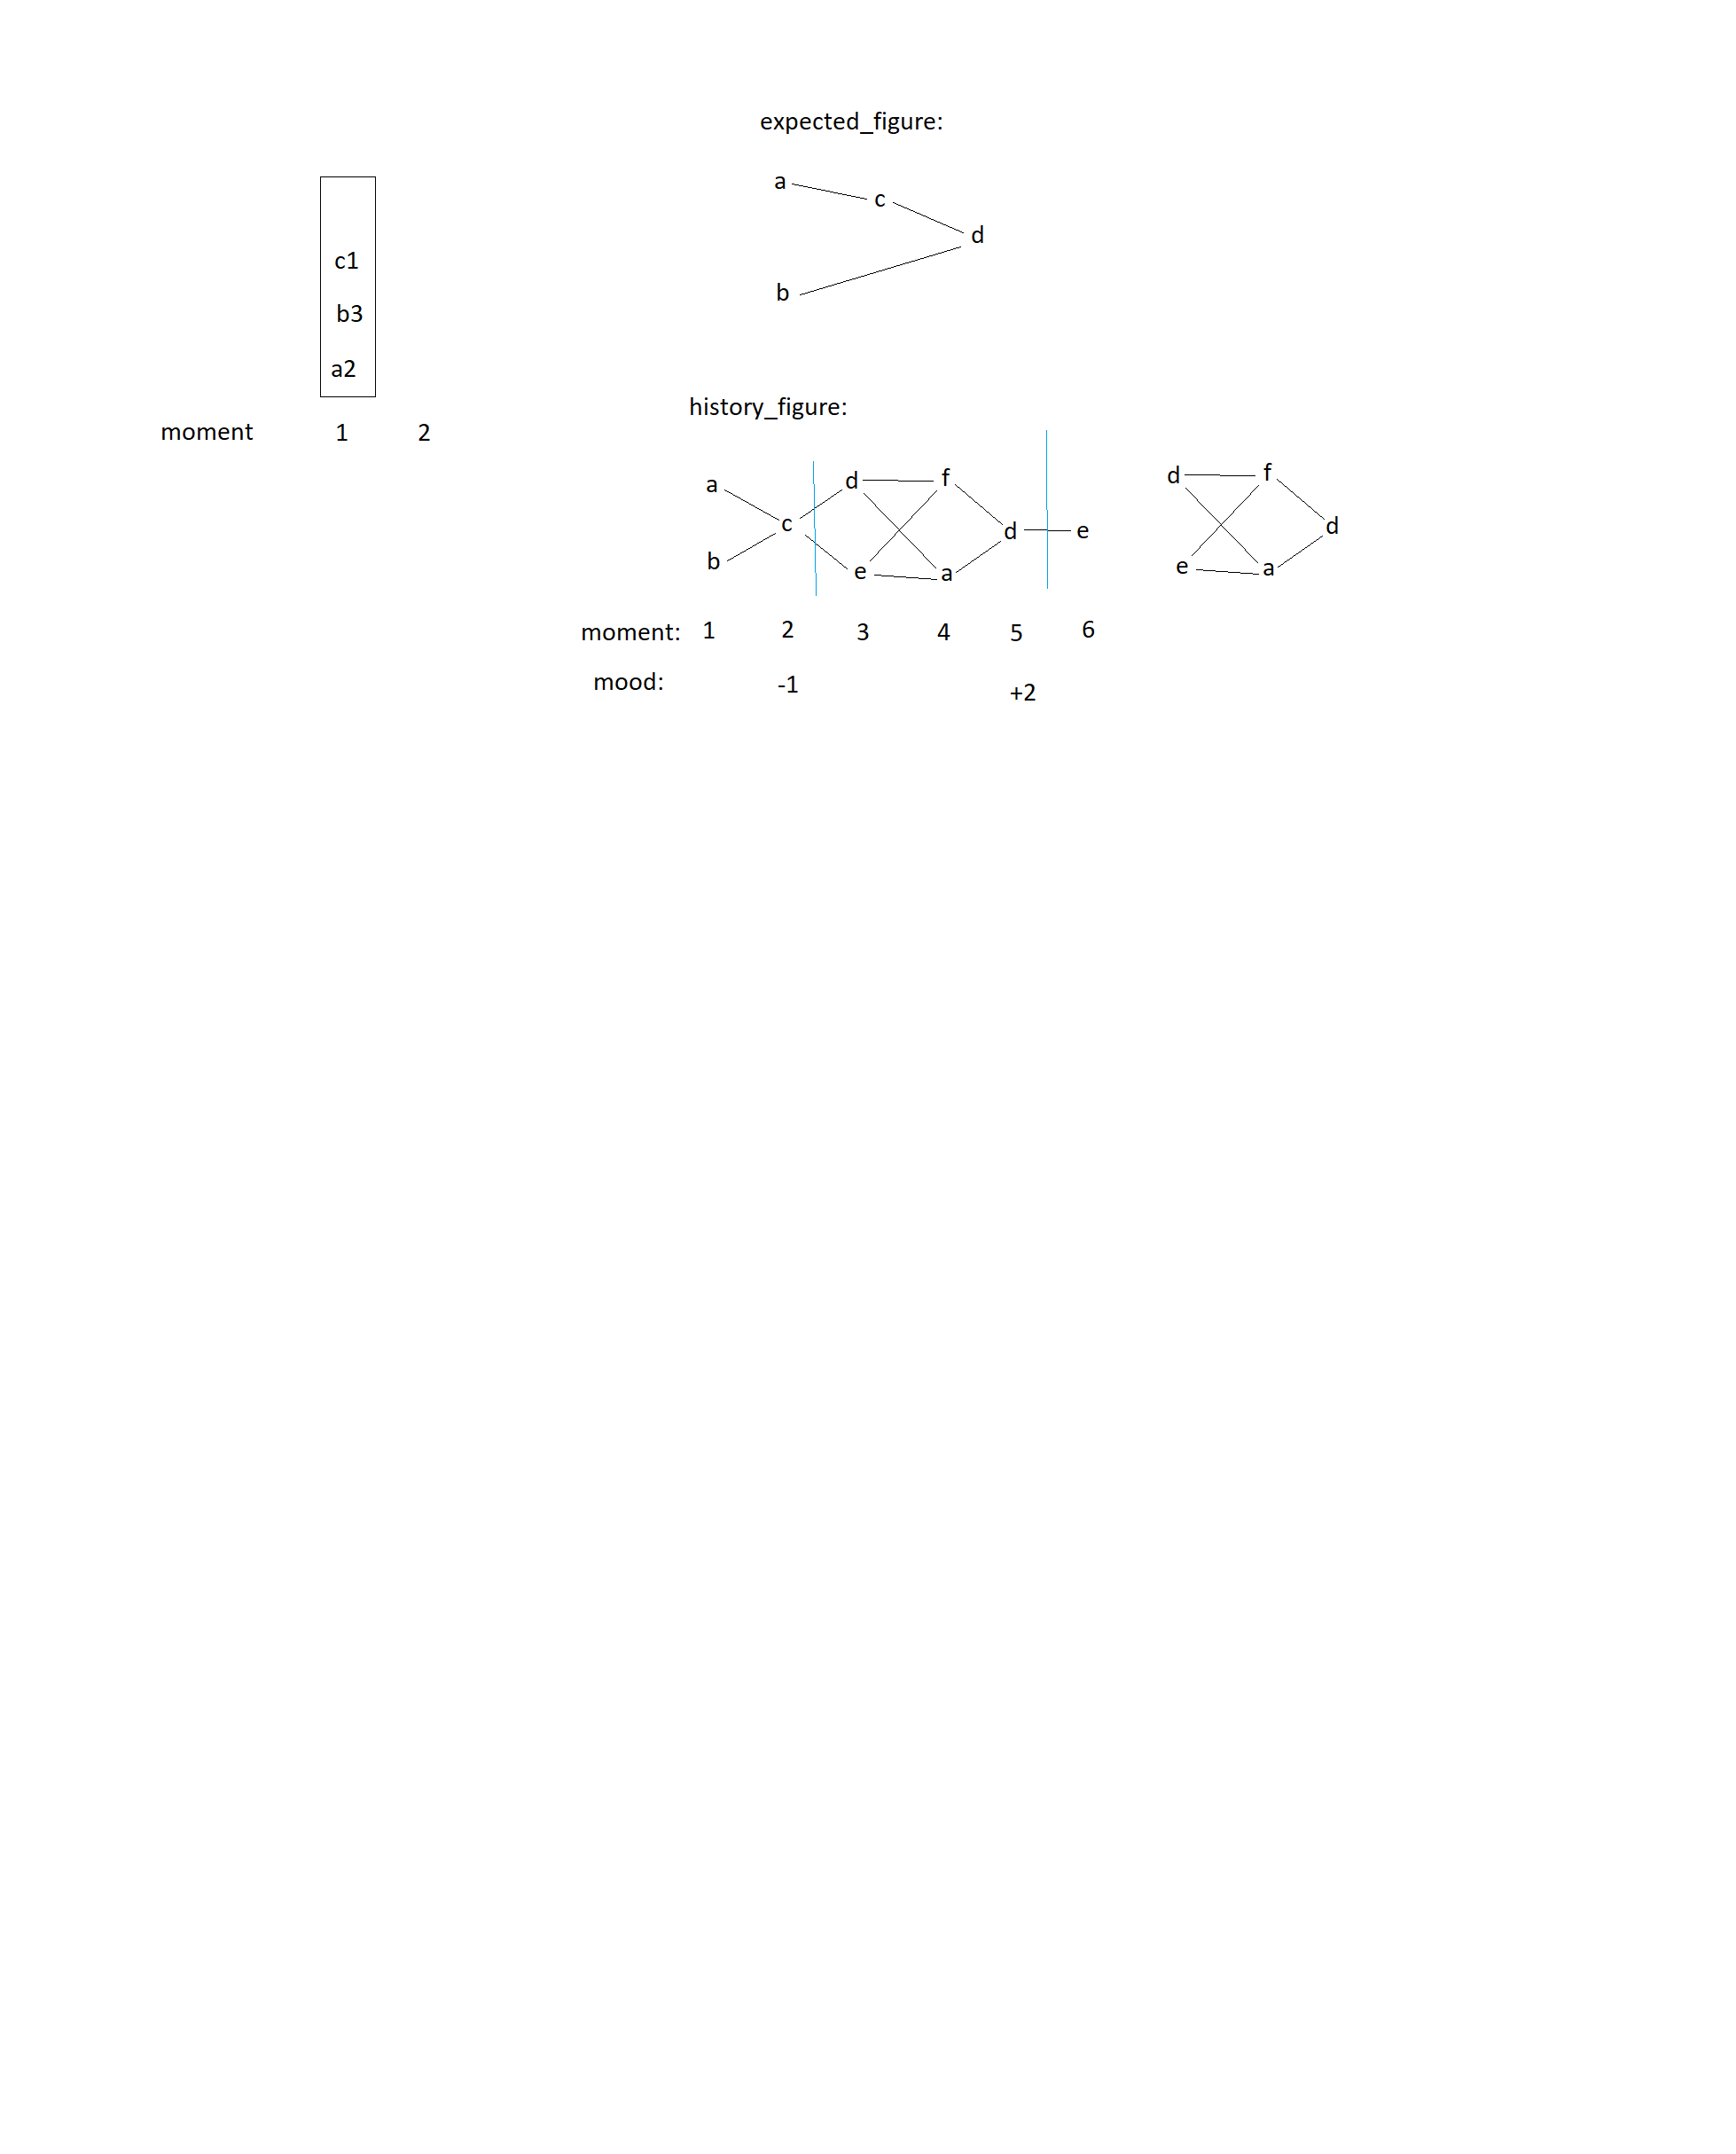 expected_figure:
a
c
d
b
c1
b3
a2
moment 1 2
history_figure:
a d f d f
c d e d
b e a e a
moment: 1 2 3 4 5 6
mood: -1 +2